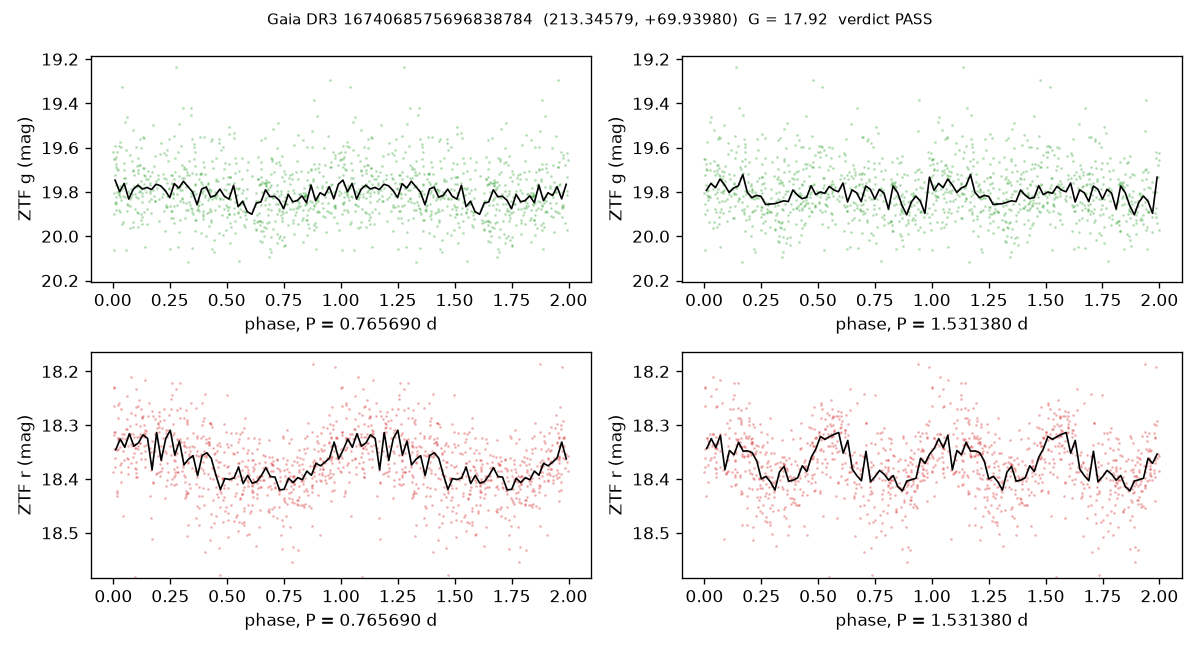 Gaia DR3 1674068575696838784  (213.34579, +69.93980)  G = 17.92  verdict PASS
ZTF g (mag)
19.2
19.4
19.6
19.8
20.0
20.2
0.00 0.25 0.50 0.75 1.00 1.25 1.50 1.75 2.00
phase, P = 0.765690 d
ZTF g (mag)
19.2
19.4
19.6
19.8
20.0
20.2
0.00 0.25 0.50 0.75 1.00 1.25 1.50 1.75 2.00
phase, P = 1.531380 d
ZTF r (mag)
18.2
18.3
18.4
18.5
0.00 0.25 0.50 0.75 1.00 1.25 1.50 1.75 2.00
phase, P = 0.765690 d
ZTF r (mag)
18.2
18.3
18.4
18.5
0.00 0.25 0.50 0.75 1.00 1.25 1.50 1.75 2.00
phase, P = 1.531380 d